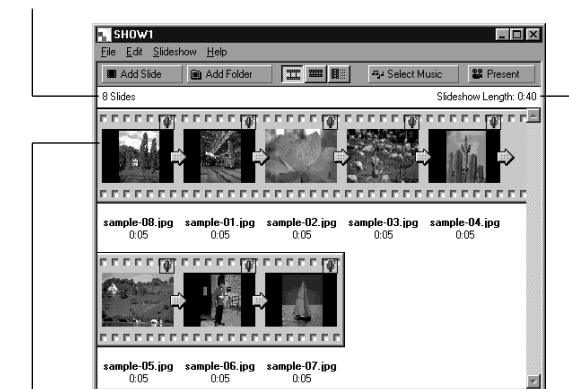 SHOW1
File Edit Slideshow Help
Add Slide Add Folder Select Music Present
8 Slides Slideshow Length: 0:40
sample-08.jpg sample-01.jpg sample-02.jpg sample-03.jpg sample-04.jpg
0:05 0:05 0:05 0:05 0:05
sample-05.jpg sample-06.jpg sample-07.jpg
0:05 0:05 0:05